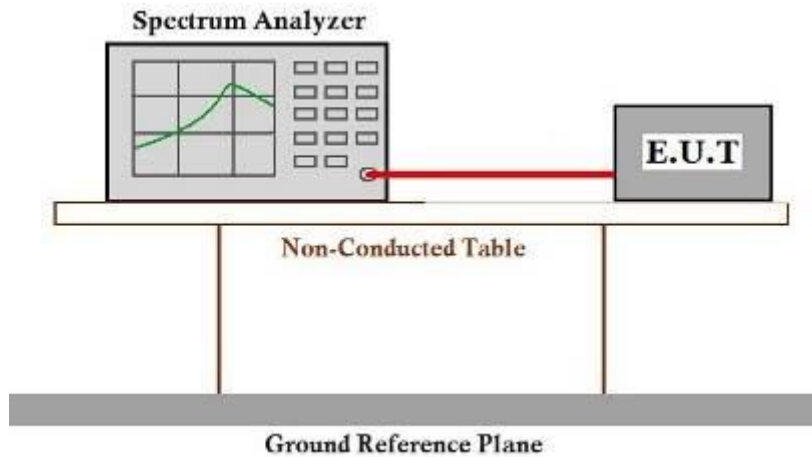 Spectrum Analyzer
E.U.T
Non-Conducted Table
Ground Reference Plane